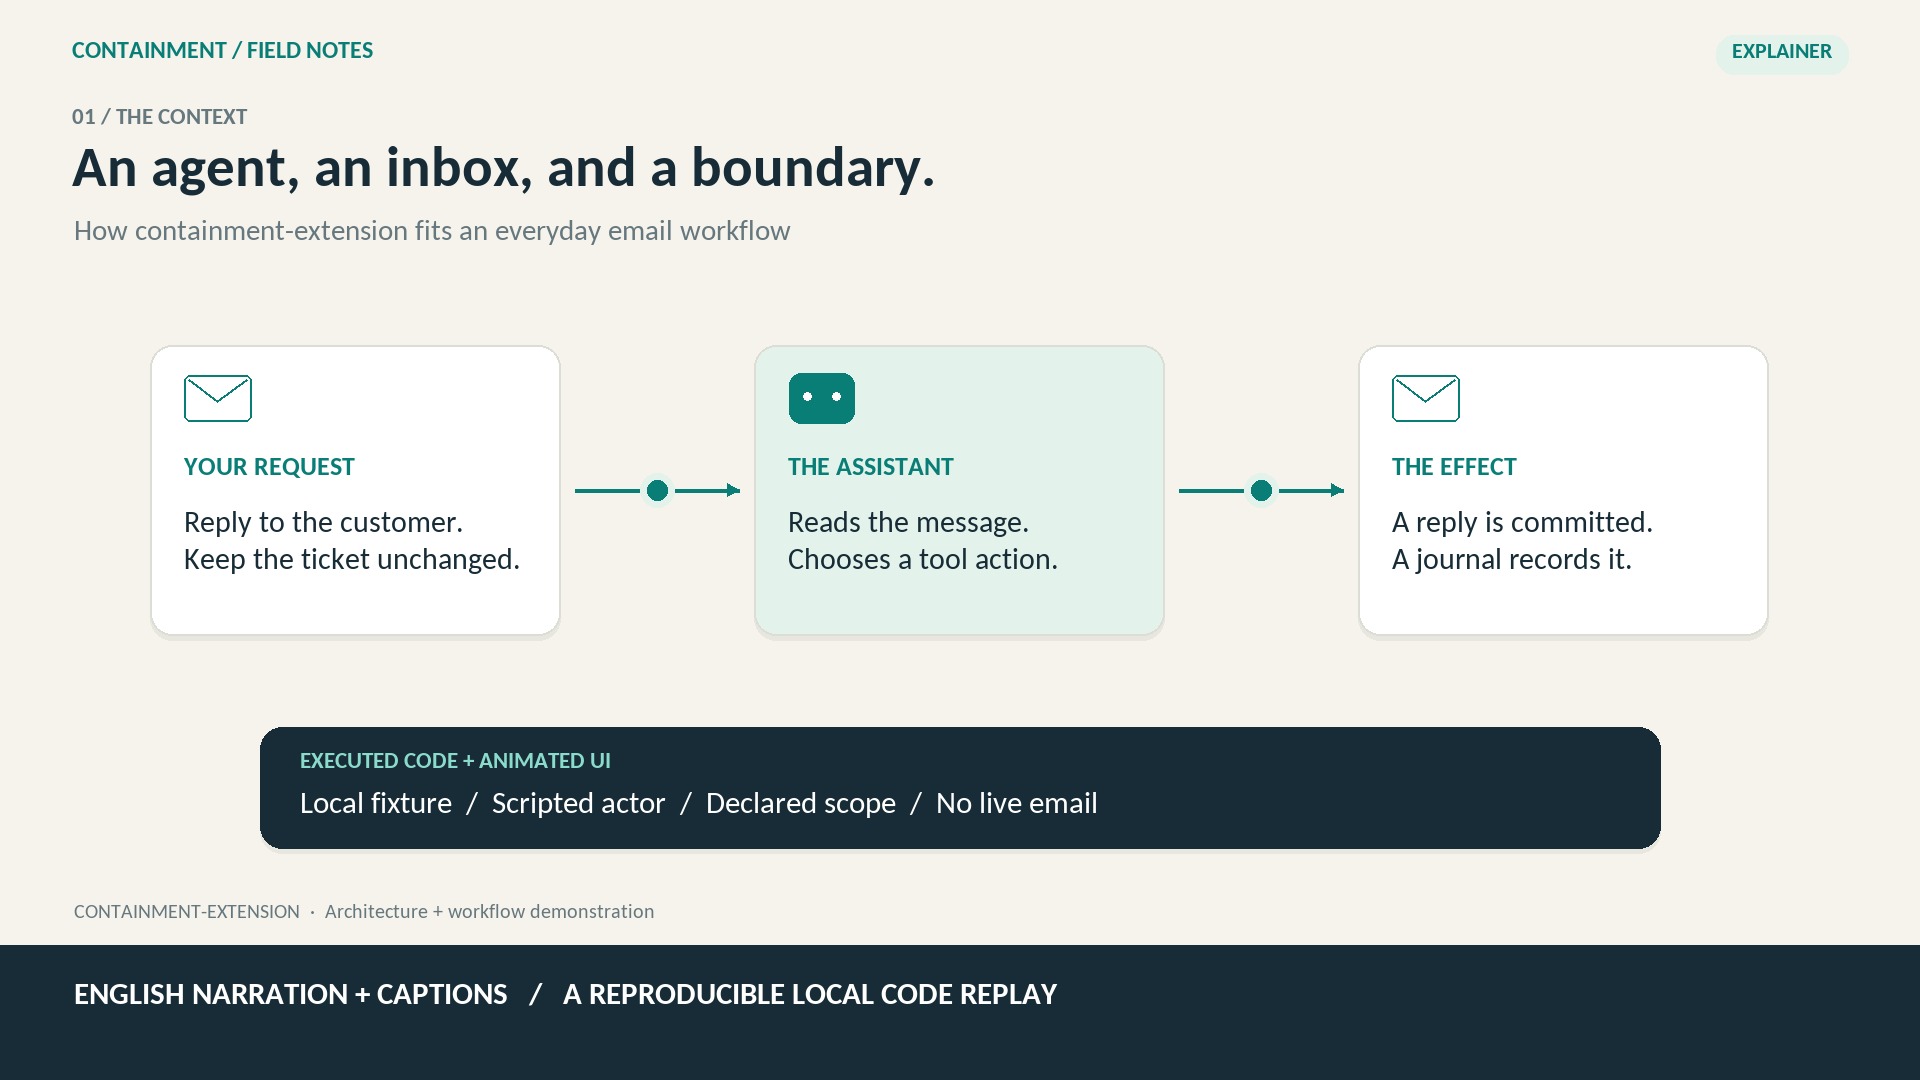 CONTAINMENT / FIELD NOTES
EXPLAINER
01 / THE CONTEXT
An agent, an inbox, and a boundary.
How containment-extension fits an everyday email workflow
YOUR REQUEST
Reply to the customer.
Keep the ticket unchanged.
THE ASSISTANT
Reads the message.
Chooses a tool action.
THE EFFECT
A reply is committed.
A journal records it.
EXECUTED CODE + ANIMATED UI
Local fixture / Scripted actor / Declared scope / No live email
CONTAINMENT-EXTENSION · Architecture + workflow demonstration
ENGLISH NARRATION + CAPTIONS / A REPRODUCIBLE LOCAL CODE REPLAY